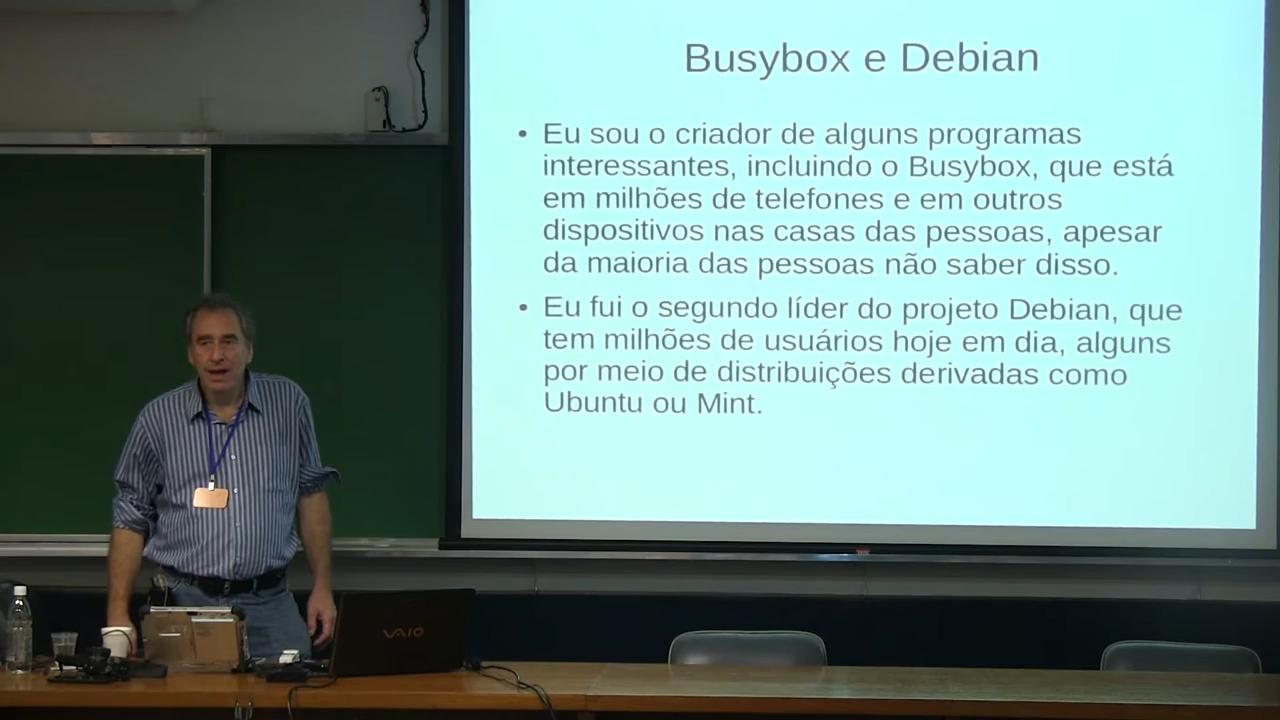 Busybox e Debian
• Eu sou o criador de alguns programas
interessantes, incluindo o Busybox, que está
em milhões de telefones e em outros
dispositivos nas casas das pessoas, apesar
da maioria das pessoas não saber disso.
• Eu fui o segundo líder do projeto Debian, que
tem milhões de usuários hoje em dia, alguns
por meio de distribuições derivadas como
Ubuntu ou Mint.
VAIO